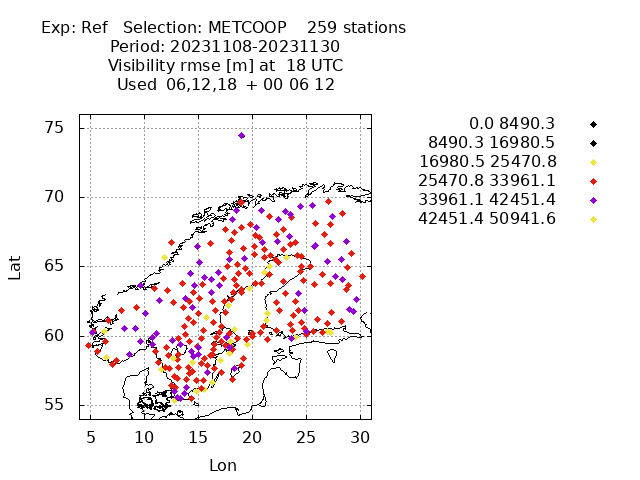 Exp: Ref Selection: METCOOP 259 stations
Period: 20231108-20231130
Visibility rmse [m] at 18 UTC
Used 06,12,18 + 00 06 12
0.0 8490.3
8490.3 16980.5
16980.5 25470.8
25470.8 33961.1
33961.1 42451.4
42451.4 50941.6
75
70
65
60
55
Lat
5 10 15 20 25 30
Lon